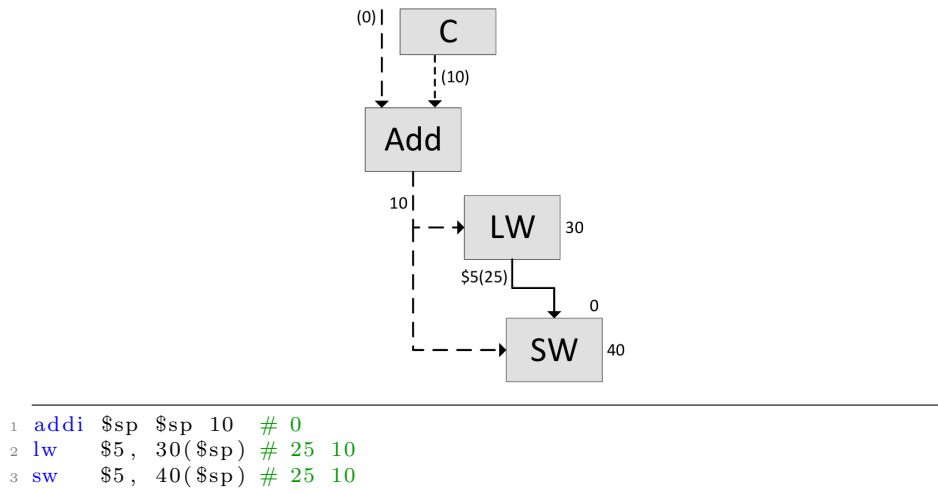 (0)
C
(10)
Add
10
LW 30
$5(25)
0
SW 40
1 addi $sp $sp 10 # 0
2 lw $5, 30($sp) # 25 10
3 sw $5, 40($sp) # 25 10